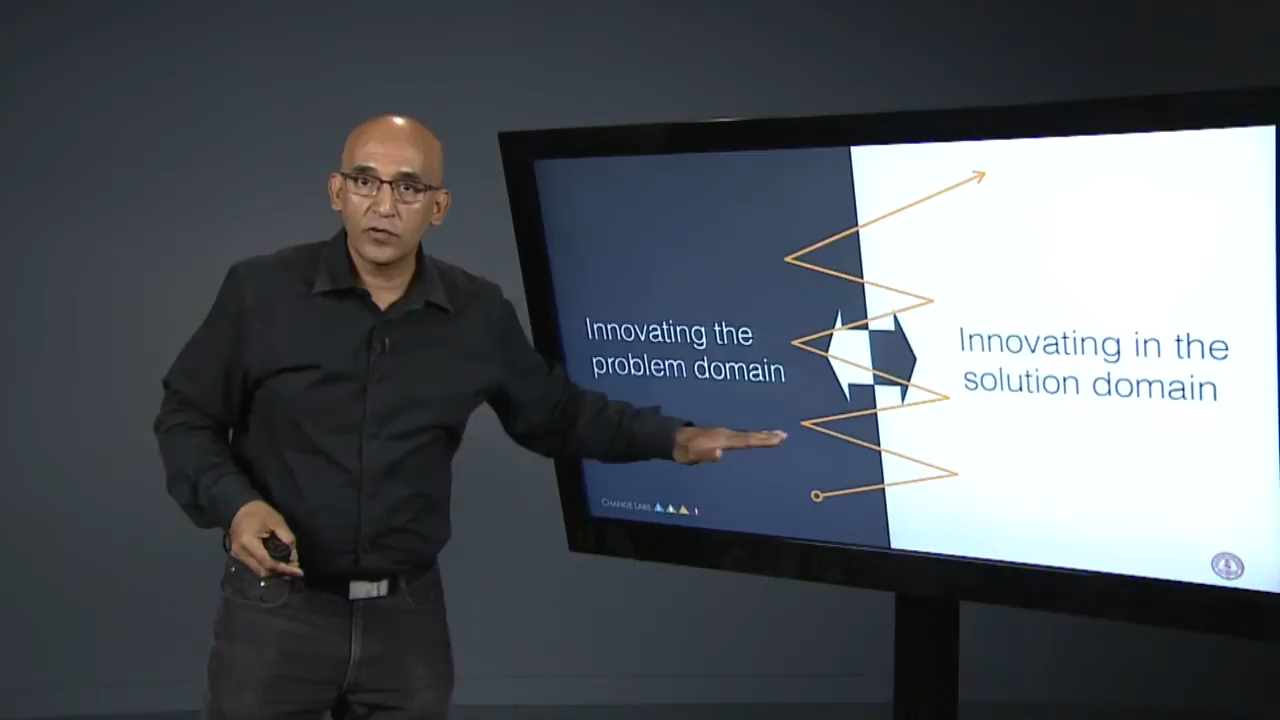 Innovating the
problem domain
Innovating in the
solution domain
CHANGE LABS